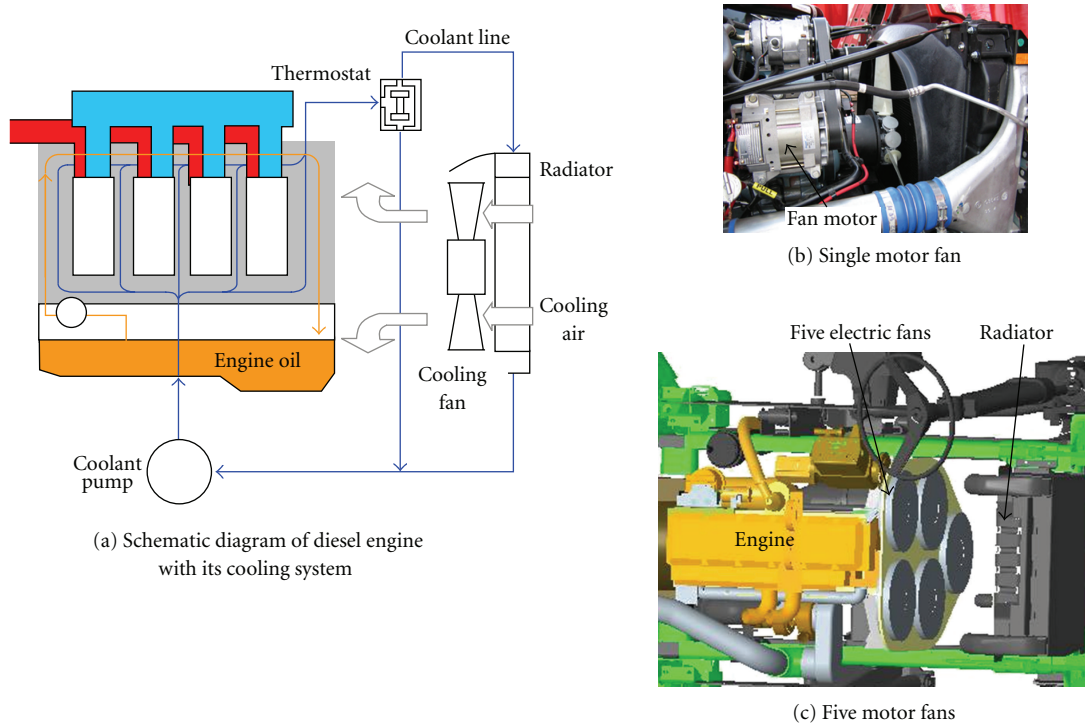 Coolant line
Thermostat
Radiator
Cooling
air
Cooling
fan
Engine oil
Coolant
pump
(a) Schematic diagram of diesel engine
with its cooling system
PULL
Fan motor
(b) Single motor fan
Five electric fans
Radiator
Engine
(c) Five motor fans